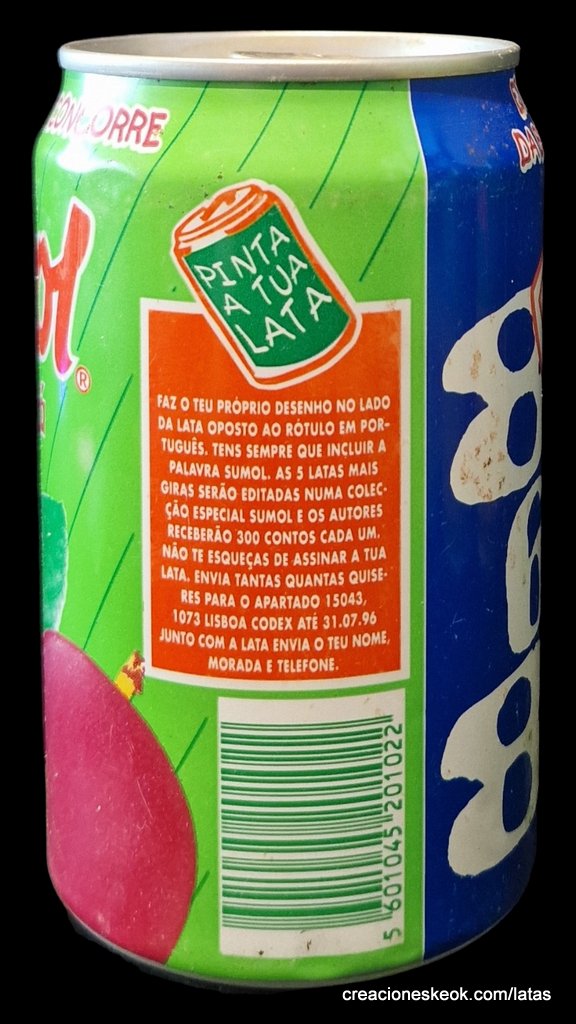 CONCORRE
PINTA
A TUA
LATA
®
FAZ O TEU PRÓPRIO DESENHO NO LADO
DA LATA OPOSTO AO RÓTULO EM POR-
TUGUÊS. TENS SEMPRE QUE INCLUIR A
PALAVRA SUMOL. AS 5 LATAS MAIS
GIRAS SERÃO EDITADAS NUMA COLEC-
ÇÃO ESPECIAL SUMOL E OS AUTORES
RECEBERÃO 300 CONTOS CADA UM.
NÃO TE ESQUEÇAS DE ASSINAR A TUA
LATA. ENVIA TANTAS QUANTAS QUISE-
RES PARA O APARTADO 15043,
1073 LISBOA CODEX ATÉ 31.07.96
JUNTO COM A LATA ENVIA O TEU NOME,
MORADA E TELEFONE.
5 601045 201022
creacioneskeok.com/latas